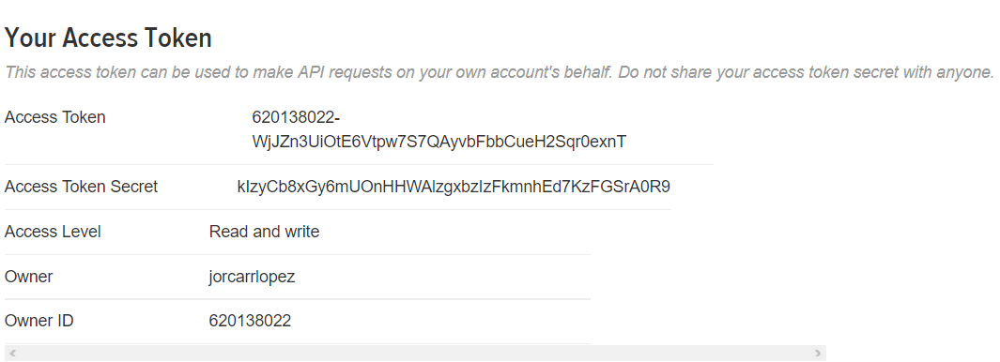 Your Access Token
This access token can be used to make API requests on your own account's behalf. Do not share your access token secret with anyone.
Access Token 620138022-
WjJZn3UiOtE6Vtpw7S7QAyvbFbbCueH2Sqr0exnT
Access Token Secret kIzyCb8xGy6mUOnHHWAlzgxbzIzFkmnhEd7KzFGSrA0R9
Access Level Read and write
Owner jorcarrlopez
Owner ID 620138022